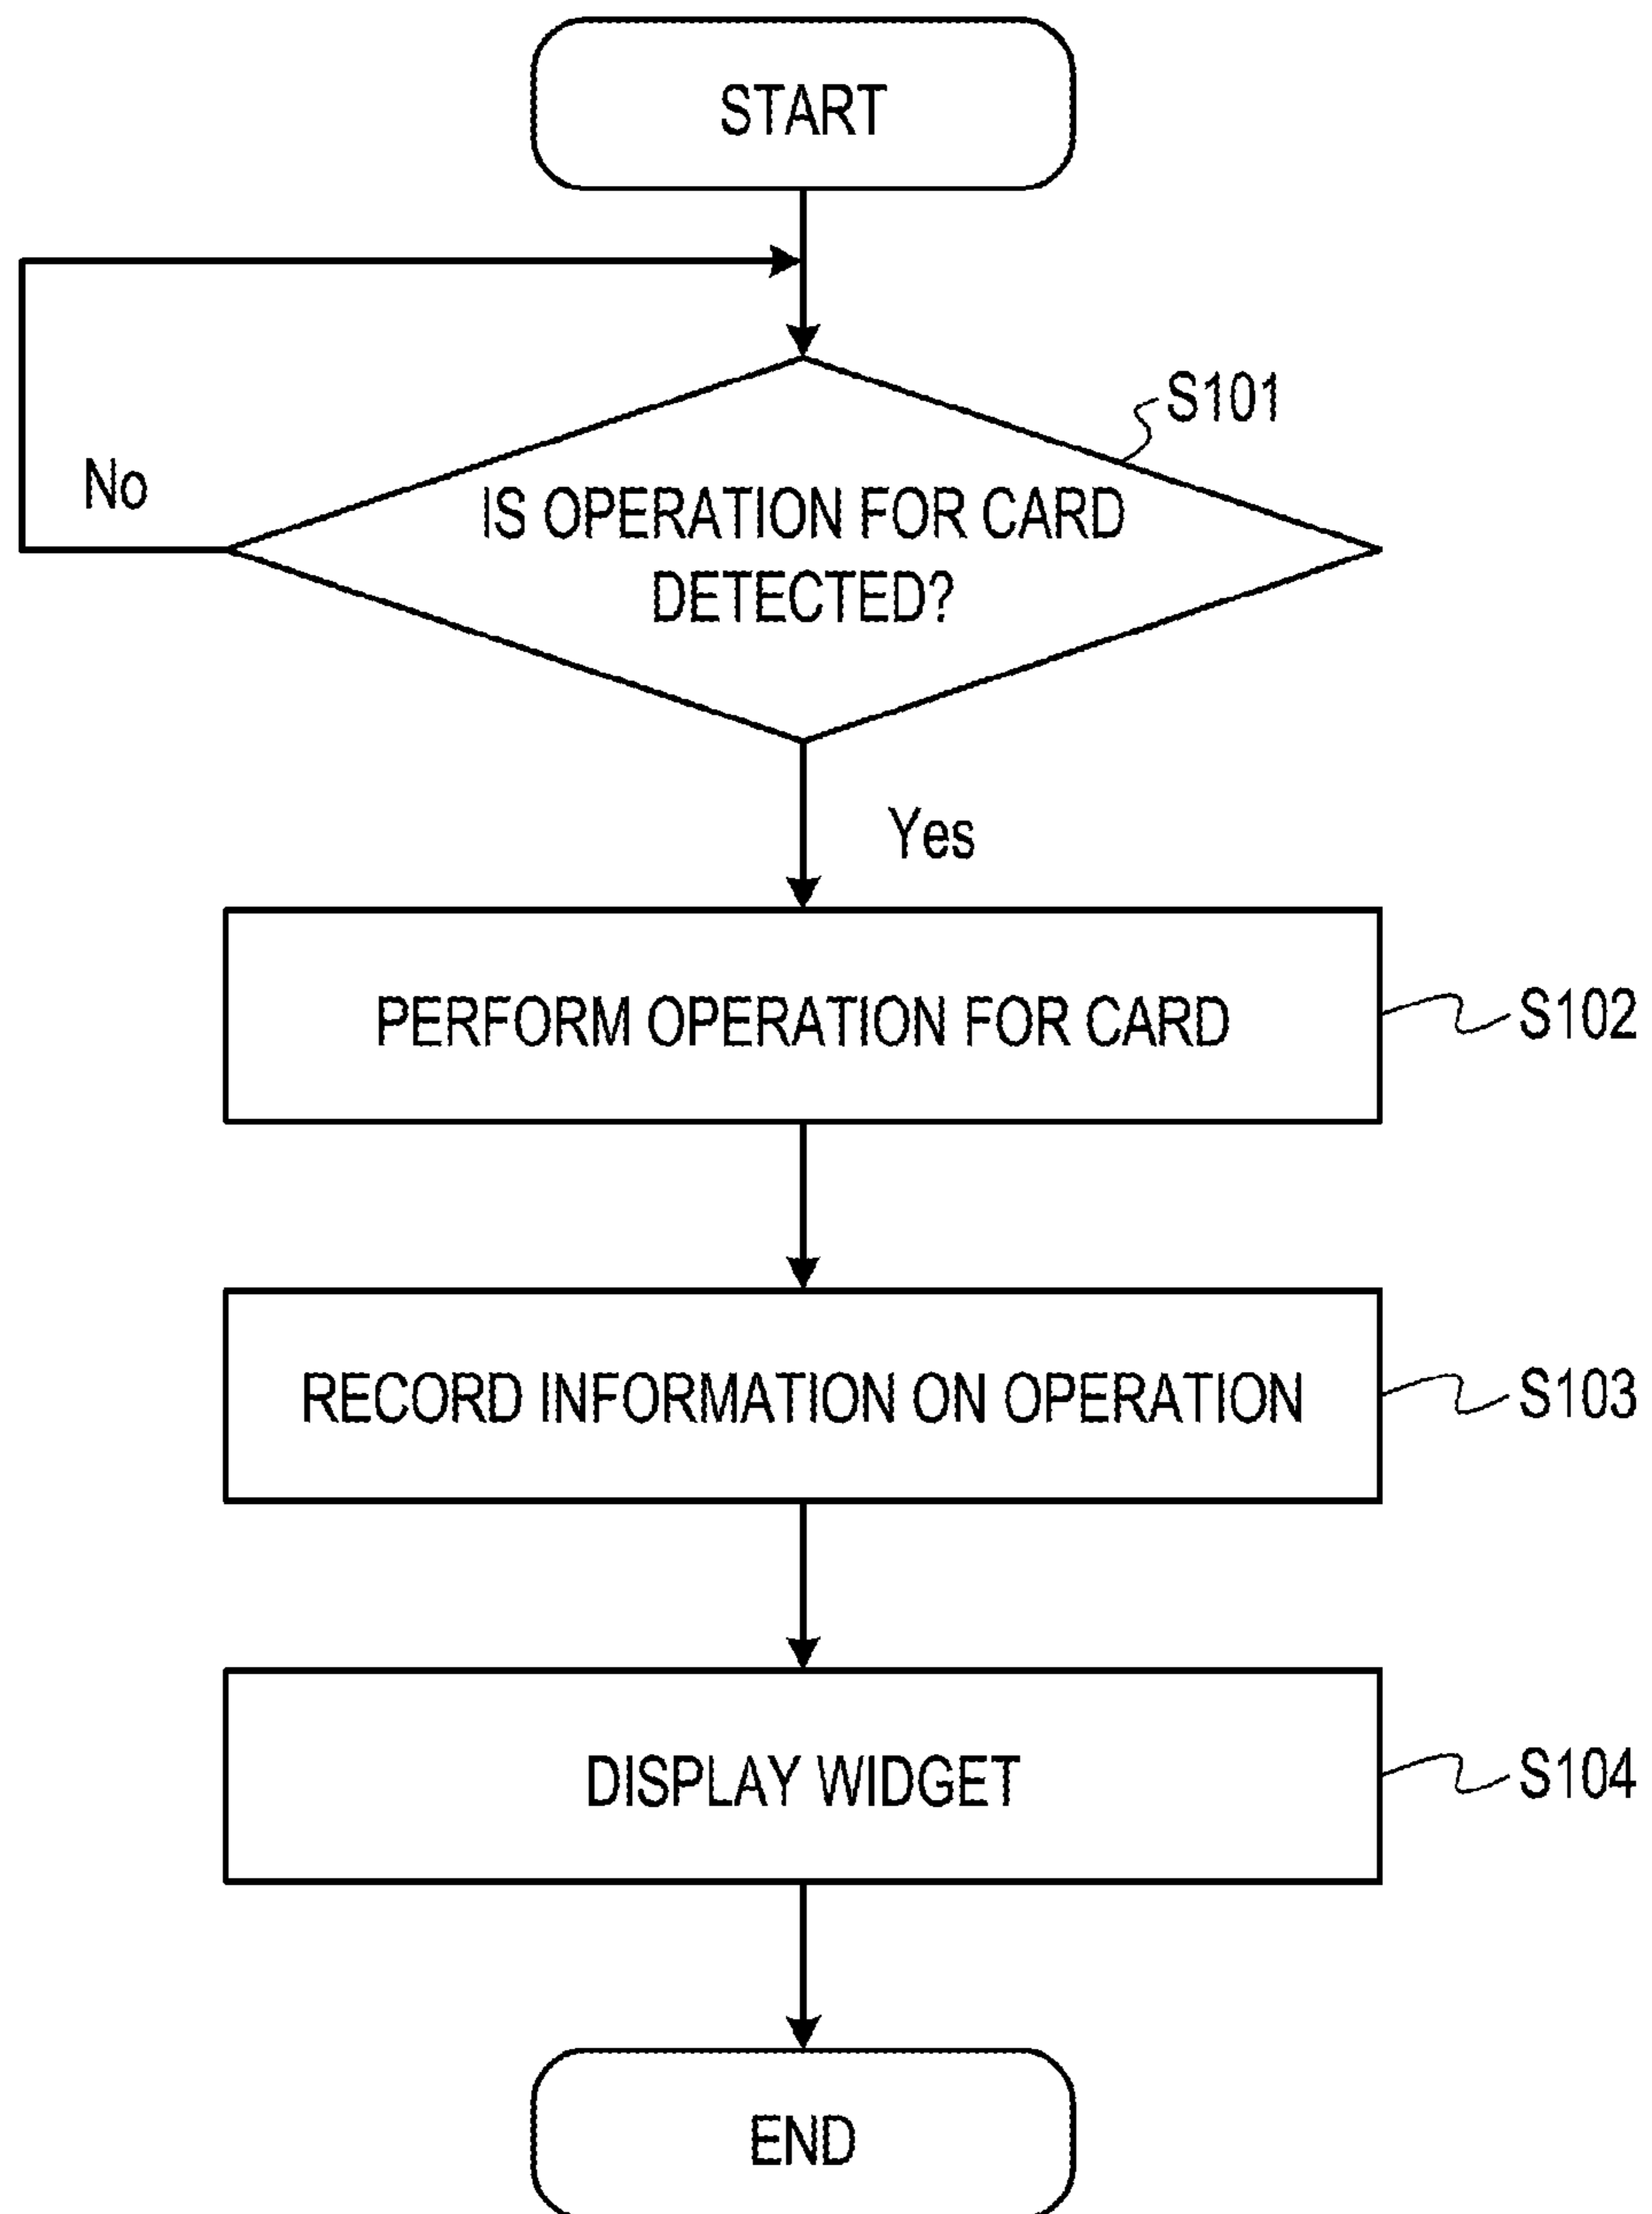 START
S101
No
IS OPERATION FOR CARD
DETECTED?
Yes
PERFORM OPERATION FOR CARD
S102
RECORD INFORMATION ON OPERATION
S103
DISPLAY WIDGET
S104
END